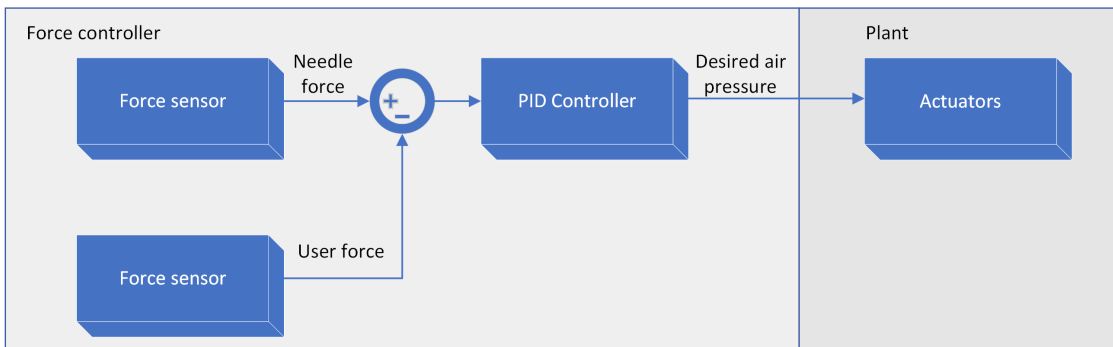 Force controller
Plant
Needle
force
Desired air
pressure
Force sensor
+
−
PID Controller
Actuators
User force
Force sensor